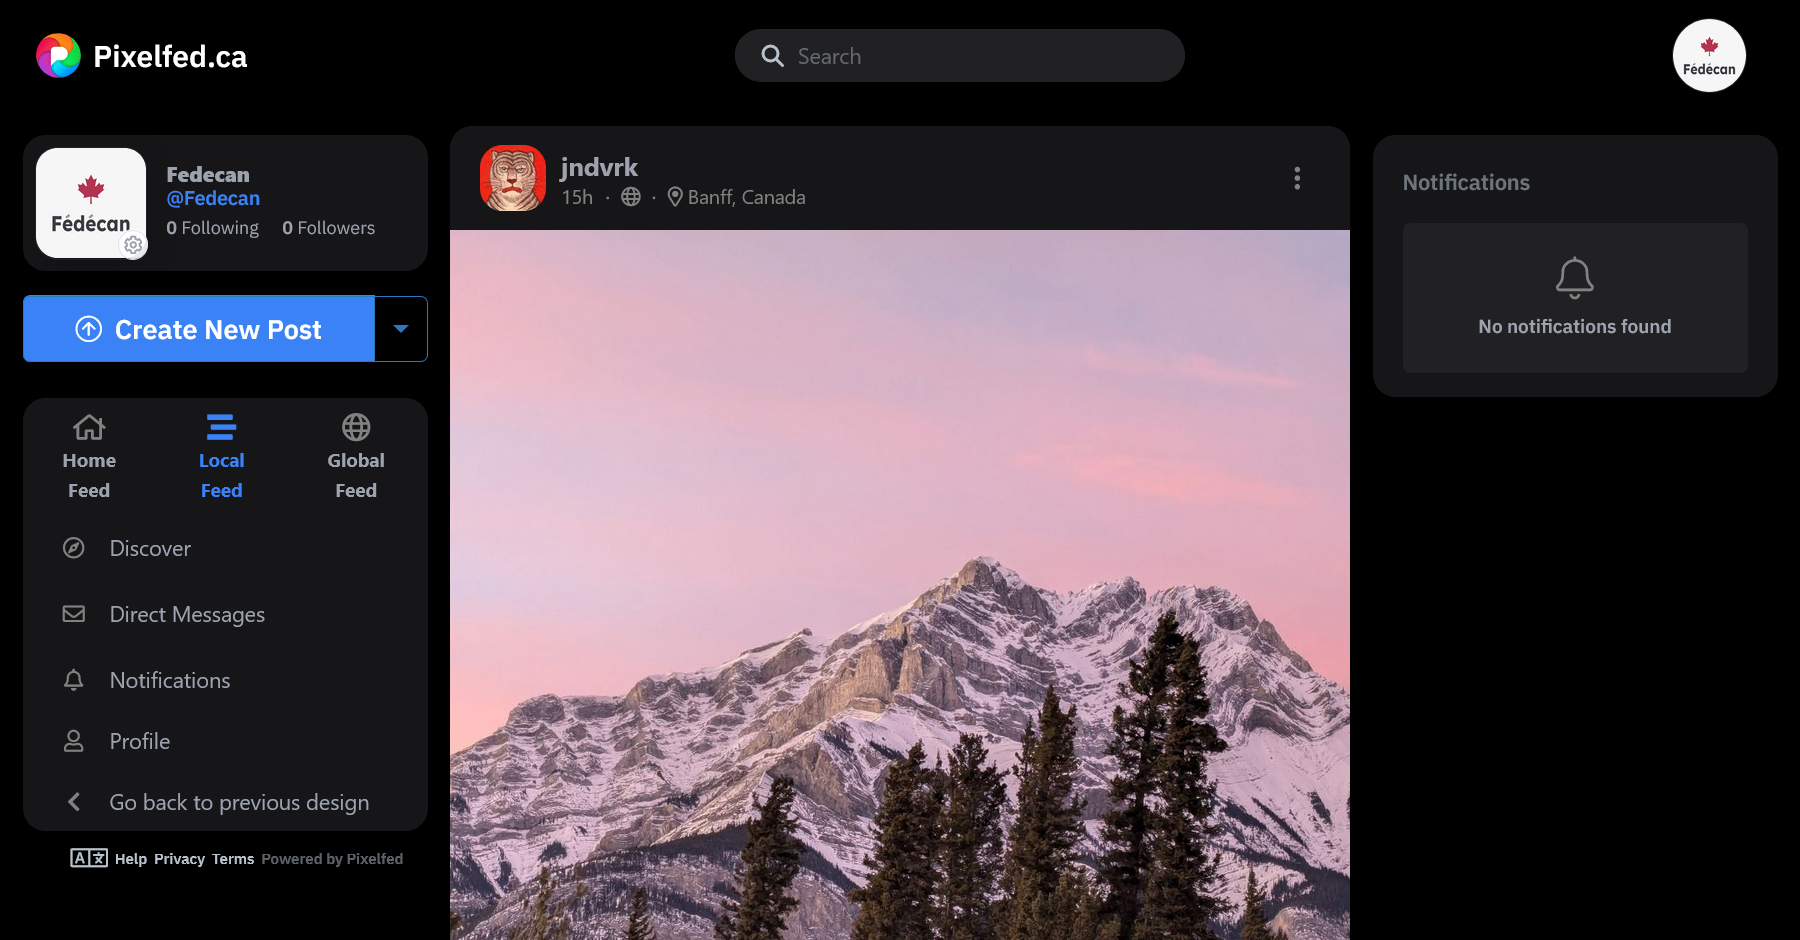 Pixelfed.ca
Search
Fédécan
Fédécan
Fedecan
@Fedecan
0 Following 0 Followers
Create New Post
Home Feed
Local Feed
Global Feed
Discover
Direct Messages
Notifications
Profile
Go back to previous design
A Help Privacy Terms Powered by Pixelfed
jndvrk
15h · · Banff, Canada
Notifications
No notifications found